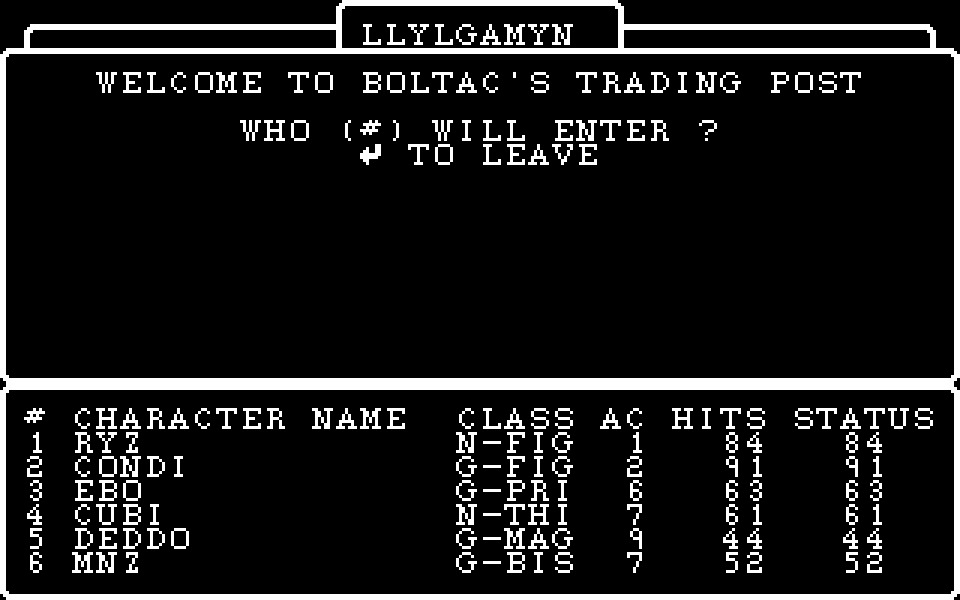 LLYLGAMYN
WELCOME TO BOLTAC'S TRADING POST
WHO (#) WILL ENTER ?
↵ TO LEAVE
# CHARACTER NAME CLASS AC HITS STATUS
1 RYZ N-FIG 1 84 84
2 CONDI G-FIG 2 91 91
3 EBO G-PRI 6 63 63
4 CUBI N-THI 7 61 61
5 DEDDO G-MAG 9 44 44
6 MNZ G-BIS 7 52 52